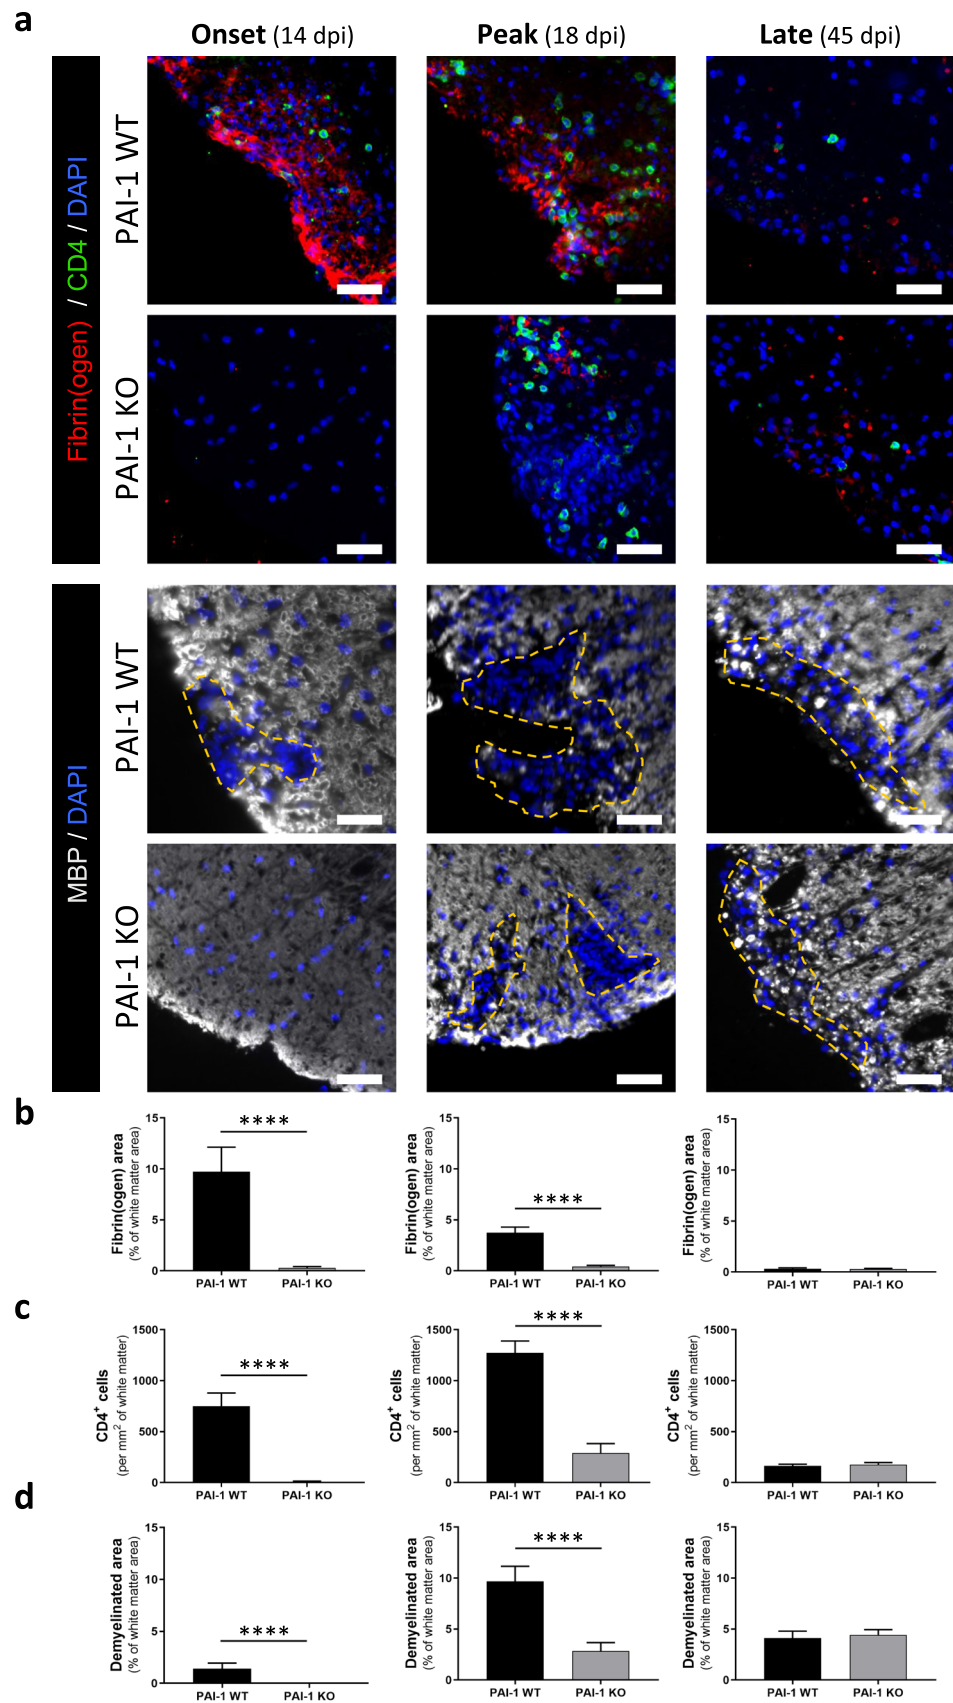 a
Onset (14 dpi)
Peak (18 dpi)
Late (45 dpi)
Fibrin(ogen) / CD4 / DAPI
PAI-1 WT
PAI-1 KO
MBP / DAPI
PAI-1 WT
PAI-1 KO
b
Fibrin(ogen) area
(% of white matter area)
15
10
5
0
****
PAI-1 WT
PAI-1 KO
Fibrin(ogen) area
(% of white matter area)
15
10
5
0
****
PAI-1 WT
PAI-1 KO
Fibrin(ogen) area
(% of white matter area)
15
10
5
0
PAI-1 WT
PAI-1 KO
c
CD4⁺ cells
(per mm² of white matter)
1500
1000
500
0
****
PAI-1 WT
PAI-1 KO
CD4⁺ cells
(per mm² of white matter)
1500
1000
500
0
****
PAI-1 WT
PAI-1 KO
CD4⁺ cells
(per mm² of white matter)
1500
1000
500
0
PAI-1 WT
PAI-1 KO
d
Demyelinated area
(% of white matter area)
15
10
5
0
****
PAI-1 WT
PAI-1 KO
Demyelinated area
(% of white matter area)
15
10
5
0
****
PAI-1 WT
PAI-1 KO
Demyelinated area
(% of white matter area)
15
10
5
0
PAI-1 WT
PAI-1 KO